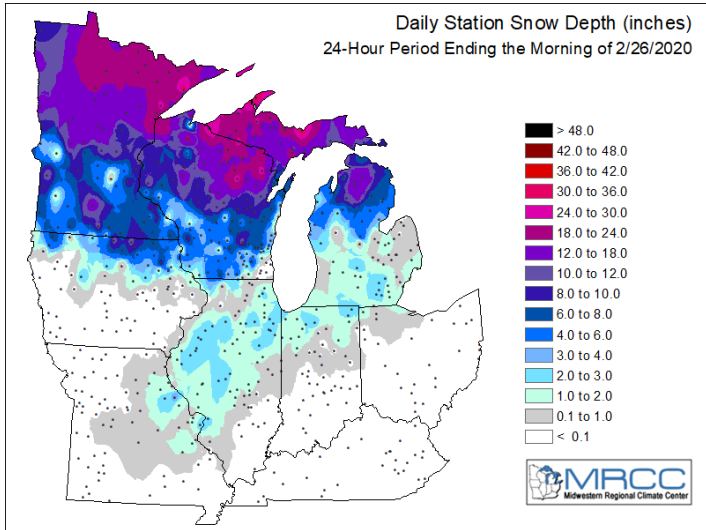 Daily Station Snow Depth (inches)
24-Hour Period Ending the Morning of 2/26/2020
> 48.0
42.0 to 48.0
36.0 to 42.0
30.0 to 36.0
24.0 to 30.0
18.0 to 24.0
12.0 to 18.0
10.0 to 12.0
8.0 to 10.0
6.0 to 8.0
4.0 to 6.0
3.0 to 4.0
2.0 to 3.0
1.0 to 2.0
0.1 to 1.0
< 0.1
MRCC
Midwestern Regional Climate Center